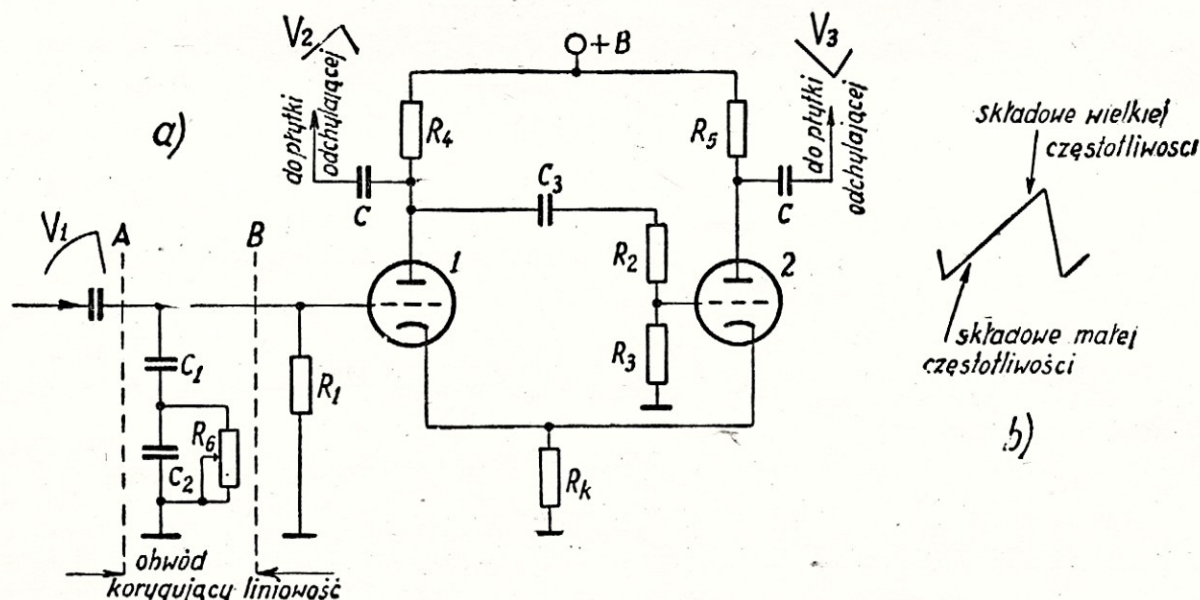 a)
V1
A
B
V2
do płytki
odchylającej
C
R4
+B
C3
1
R1
C1
C2
R6
R2
R3
Rk
R5
2
C
V3
do płytki
odchylającej
obwód
korygujący liniowość
składowe wielkiej
częstotliwosci
składowe małej
częstotliwości
b)